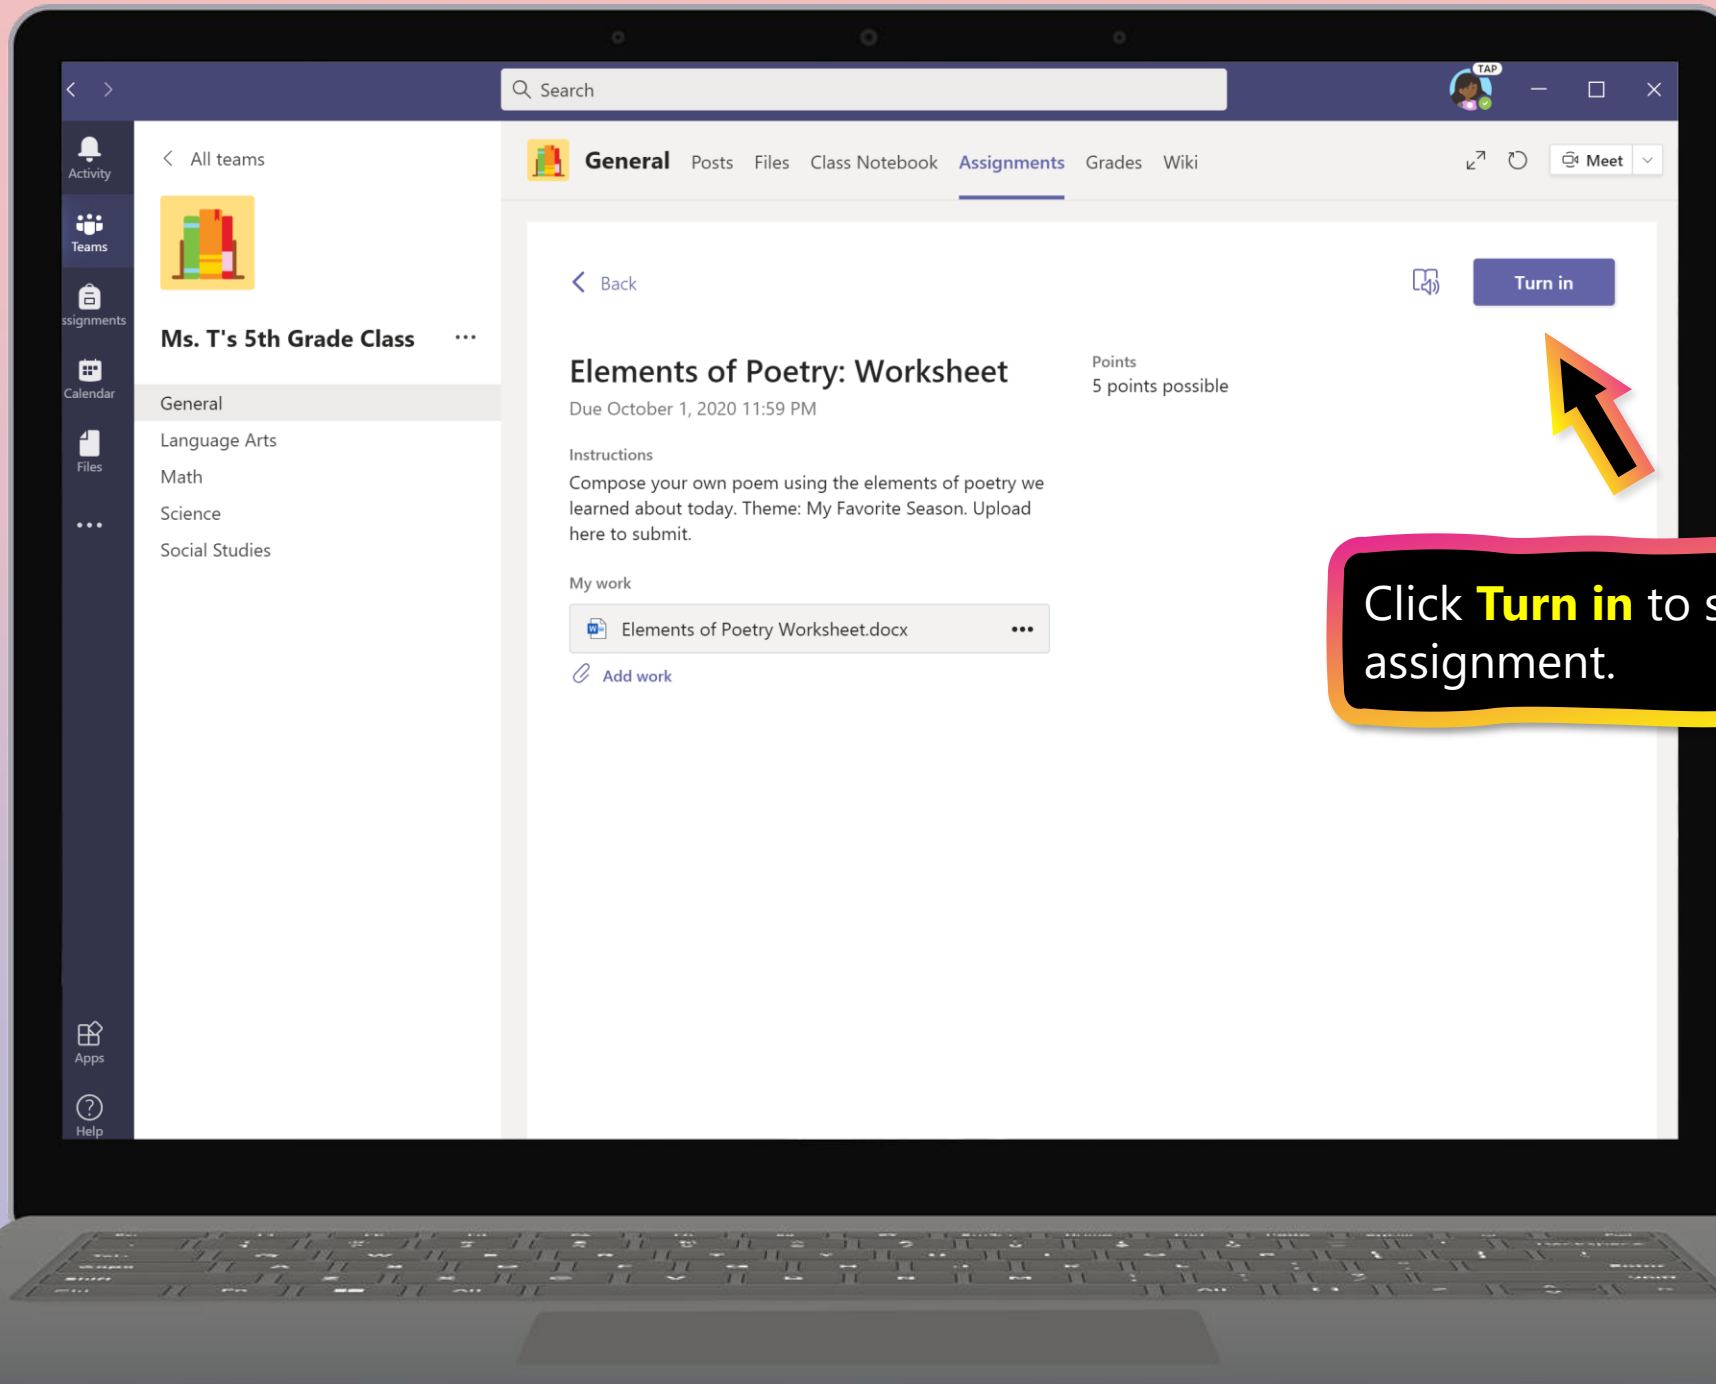 Search
TAP
Activity
Teams
ssignments
Calendar
Files
Apps
Help
All teams
Ms. T's 5th Grade Class
General
Language Arts
Math
Science
Social Studies
General Posts Files Class Notebook Assignments Grades Wiki
Meet
Back
Turn in
Elements of Poetry: Worksheet
Due October 1, 2020 11:59 PM
Points
5 points possible
Instructions
Compose your own poem using the elements of poetry we
learned about today. Theme: My Favorite Season. Upload
here to submit.
My work
Elements of Poetry Worksheet.docx
Add work
Click Turn in to s
assignment.